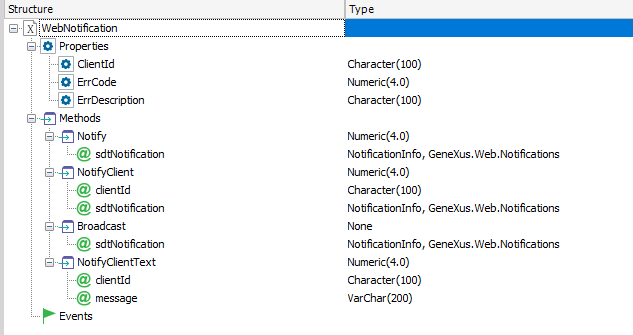 Structure Type
WebNotification
Properties
ClientId Character(100)
ErrCode Numeric(4.0)
ErrDescription Character(100)
Methods
Notify Numeric(4.0)
@ sdtNotification NotificationInfo, GeneXus.Web.Notifications
NotifyClient Numeric(4.0)
@ clientId Character(100)
@ sdtNotification NotificationInfo, GeneXus.Web.Notifications
Broadcast None
@ sdtNotification NotificationInfo, GeneXus.Web.Notifications
NotifyClientText Numeric(4.0)
@ clientId Character(100)
@ message VarChar(200)
Events